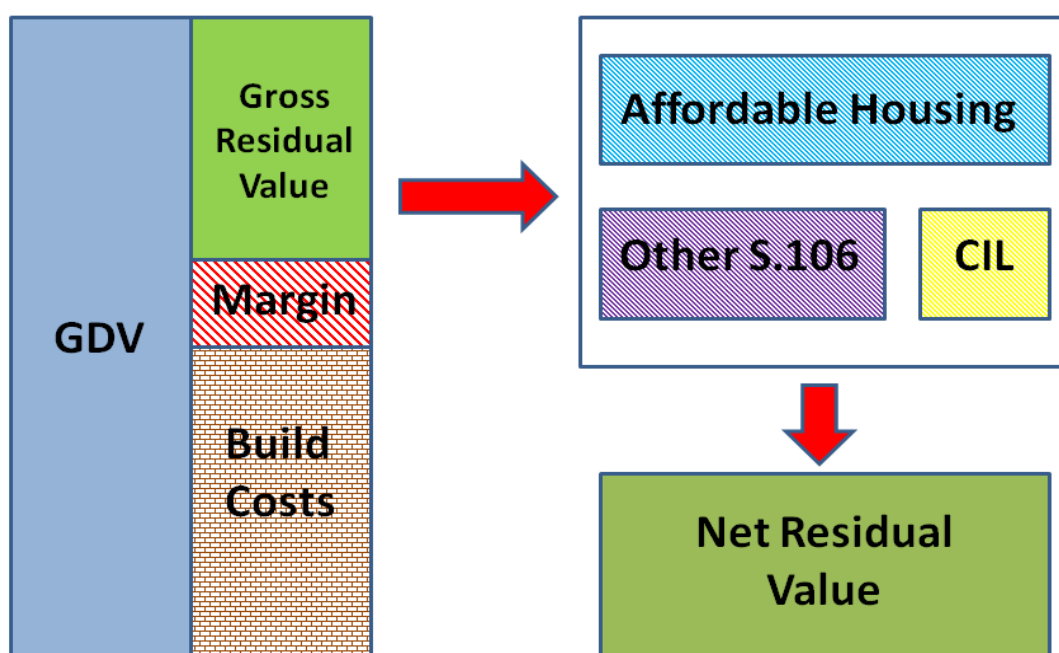 GDV
Gross
Residual
Value
Margin
Build
Costs
Affordable Housing
Other S.106
CIL
Net Residual
Value